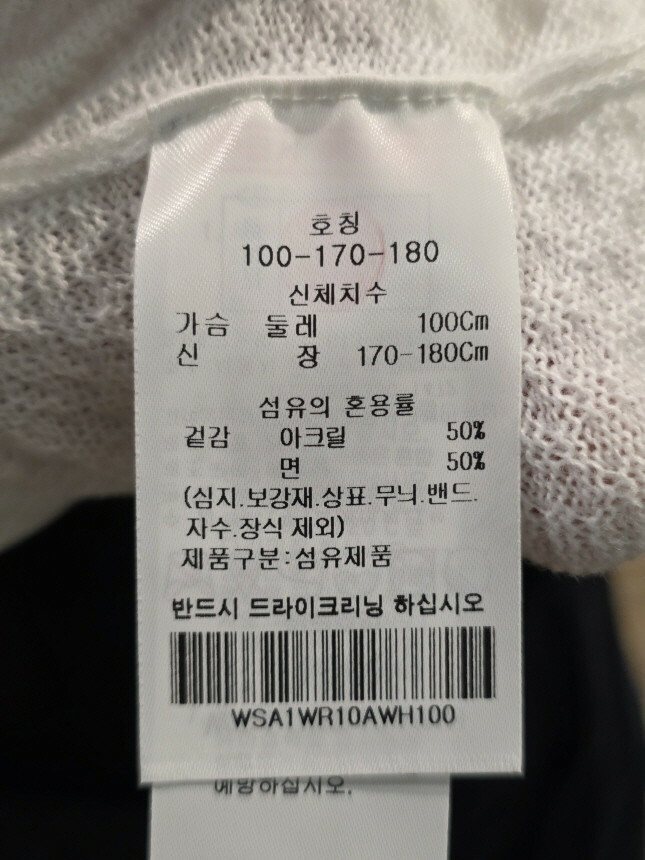 호칭
100-170-180
신체치수
가슴 둘레 100Cm
신 장 170-180Cm
섬유의 혼용률
겉감 아크릴 50%
면 50%
(심지.보강재.상표.무늬.밴드.
자수.장식 제외)
제품구분:섬유제품
반드시 드라이크리닝 하십시오
WSA1WR10AWH100
하십시오.